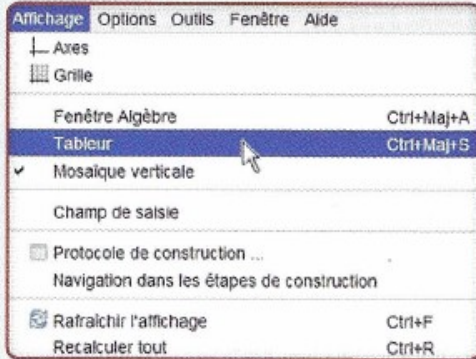 Affichage Options Outils Fenêtre Aide
Axes
Grille
Fenêtre Algèbre Ctrl+Maj+A
Tableur Ctrl+Maj+S
✓ Mosaïque verticale
Champ de saisie
Protocole de construction ...
Navigation dans les étapes de construction
Rafraîchir l'affichage Ctrl+F
Recalculer tout Ctrl+R